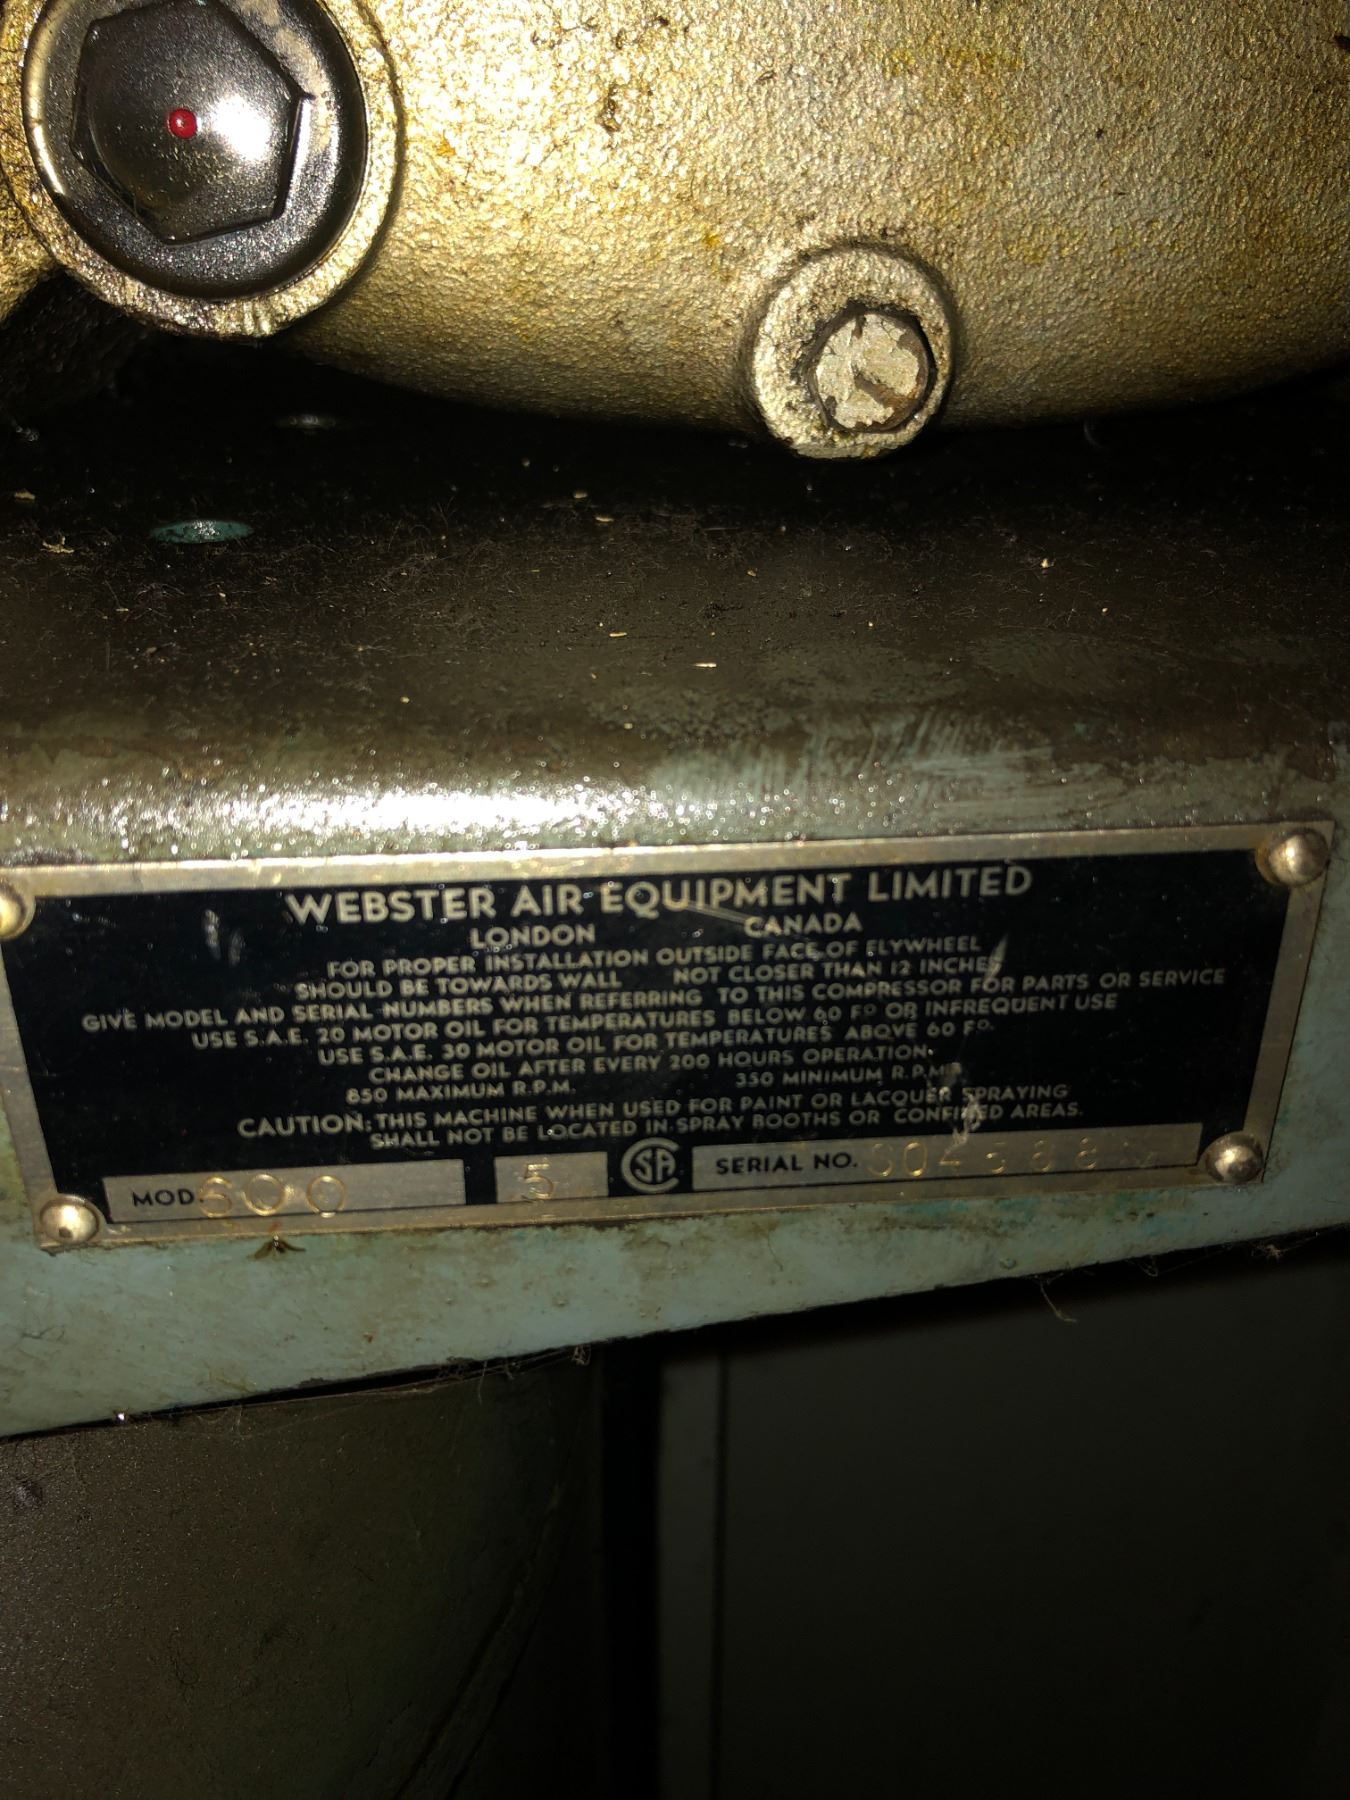 WEBSTER AIR EQUIPMENT LIMITED
LONDON CANADA
FOR PROPER INSTALLATION OUTSIDE FACE OF FLYWHEEL
SHOULD BE TOWARDS WALL NOT CLOSER THAN 12 INCHES
GIVE MODEL AND SERIAL NUMBERS WHEN REFERRING TO THIS COMPRESSOR FOR PARTS OR SERVICE
USE S.A.E. 20 MOTOR OIL FOR TEMPERATURES BELOW 60 F° OR INFREQUENT USE
USE S.A.E. 30 MOTOR OIL FOR TEMPERATURES ABOVE 60 F°.
CHANGE OIL AFTER EVERY 200 HOURS OPERATION.
850 MAXIMUM R.P.M. 350 MINIMUM R.P.M.
CAUTION: THIS MACHINE WHEN USED FOR PAINT OR LACQUER SPRAYING
SHALL NOT BE LOCATED IN SPRAY BOOTHS OR CONFINED AREAS.
MOD. 5 CSA SERIAL NO.